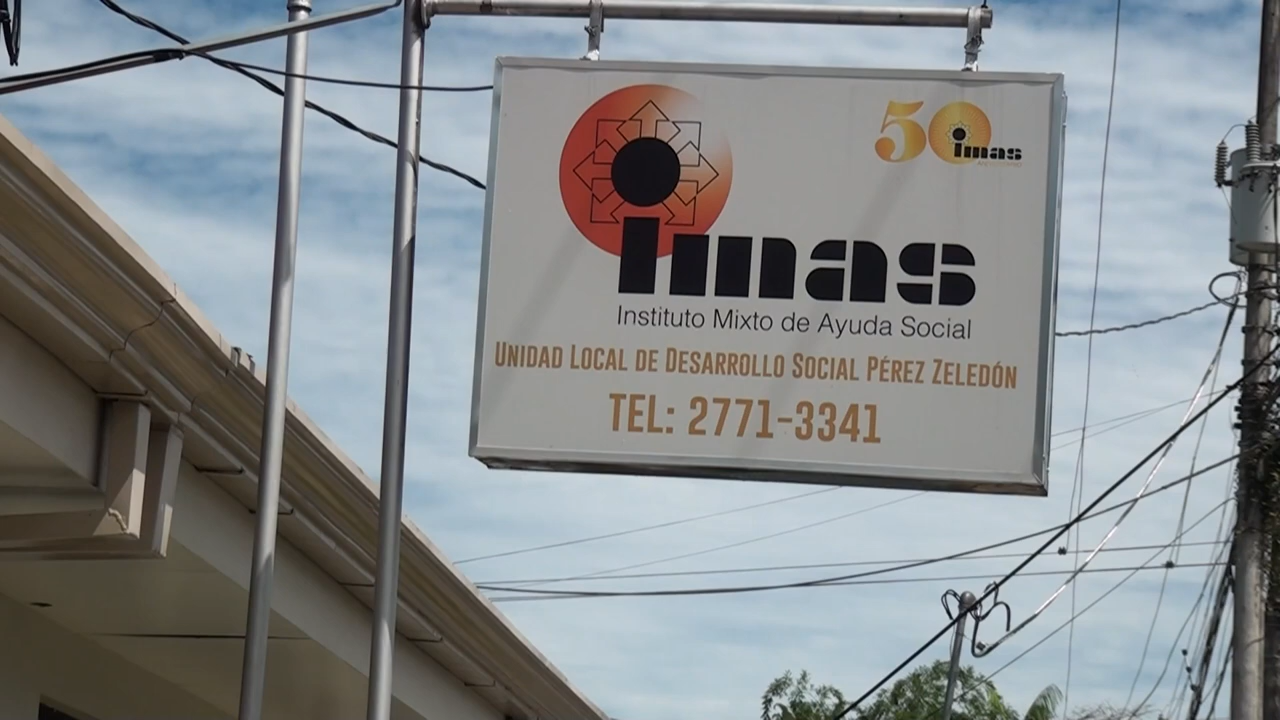 50 imas
imas
Instituto Mixto de Ayuda Social
UNIDAD LOCAL DE DESARROLLO SOCIAL PÉREZ ZELEDÓN
TEL: 2771-3341